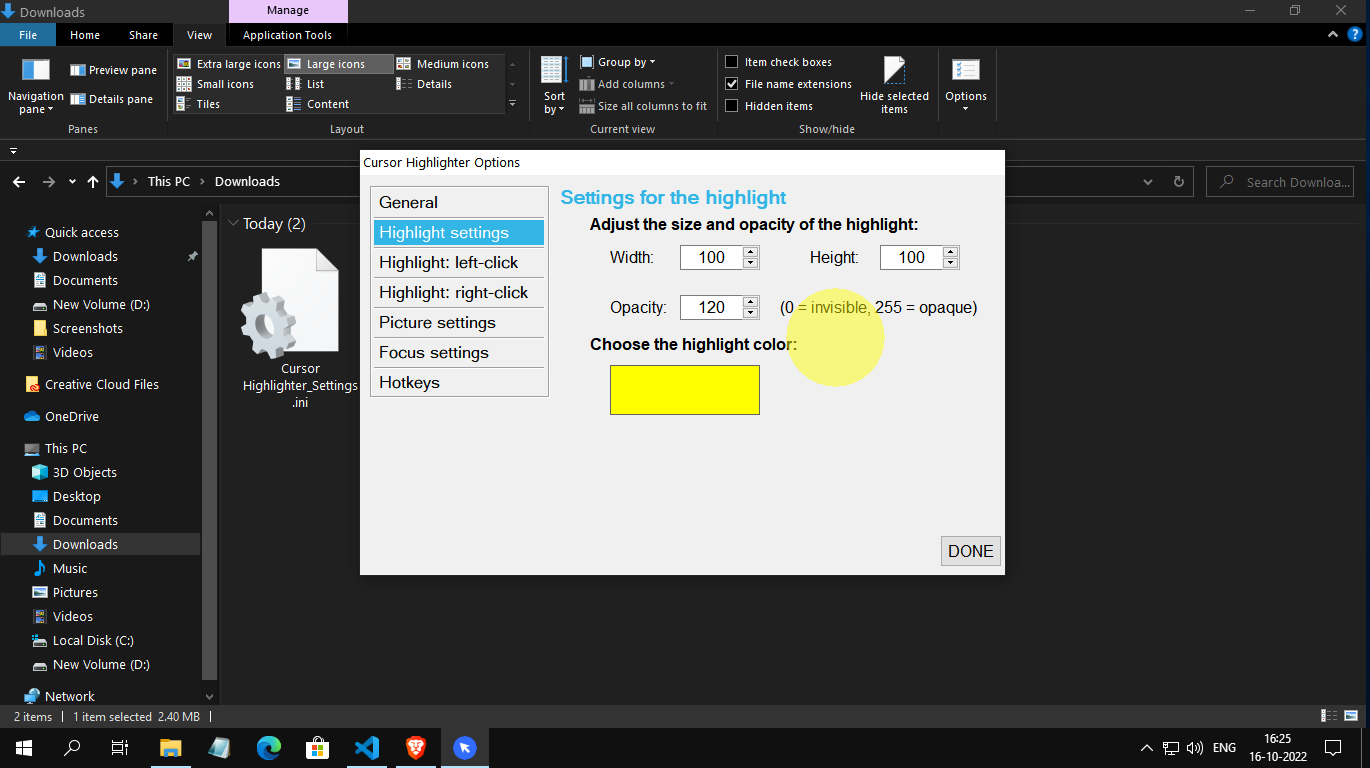 Downloads
Manage
File
Home
Share
View
Application Tools
Navigation pane
Preview pane
Details pane
Panes
Extra large icons
Large icons
Medium icons
Small icons
List
Details
Tiles
Content
Layout
Sort by
Group by
Add columns
Size all columns to fit
Current view
Item check boxes
File name extensions
Hidden items
Hide selected items
Show/hide
Options
This PC
Downloads
Search Downloa...
Quick access
Downloads
Documents
New Volume (D:)
Screenshots
Videos
Creative Cloud Files
OneDrive
This PC
3D Objects
Desktop
Documents
Downloads
Music
Pictures
Videos
Local Disk (C:)
New Volume (D:)
Network
Today (2)
Cursor
Highlighter_Settings
.ini
Cursor Highlighter Options
General
Highlight settings
Highlight: left-click
Highlight: right-click
Picture settings
Focus settings
Hotkeys
Settings for the highlight
Adjust the size and opacity of the highlight:
Width: 100 Height: 100
Opacity: 120 (0 = invisible, 255 = opaque)
Choose the highlight color:
DONE
2 items
1 item selected 2.40 MB
ENG
16:25
16-10-2022